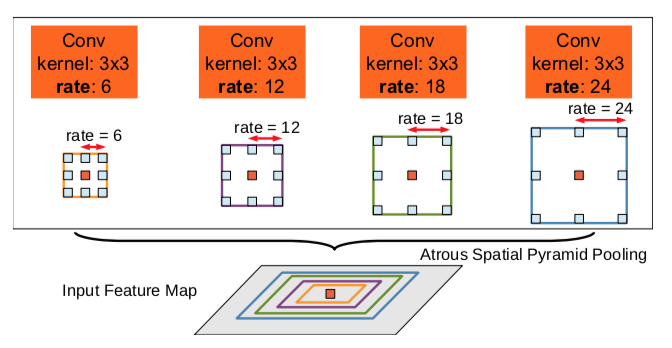 Conv
kernel: 3x3
rate: 6
Conv
kernel: 3x3
rate: 12
Conv
kernel: 3x3
rate: 18
Conv
kernel: 3x3
rate: 24
rate = 6
rate = 12
rate = 18
rate = 24
Atrous Spatial Pyramid Pooling
Input Feature Map